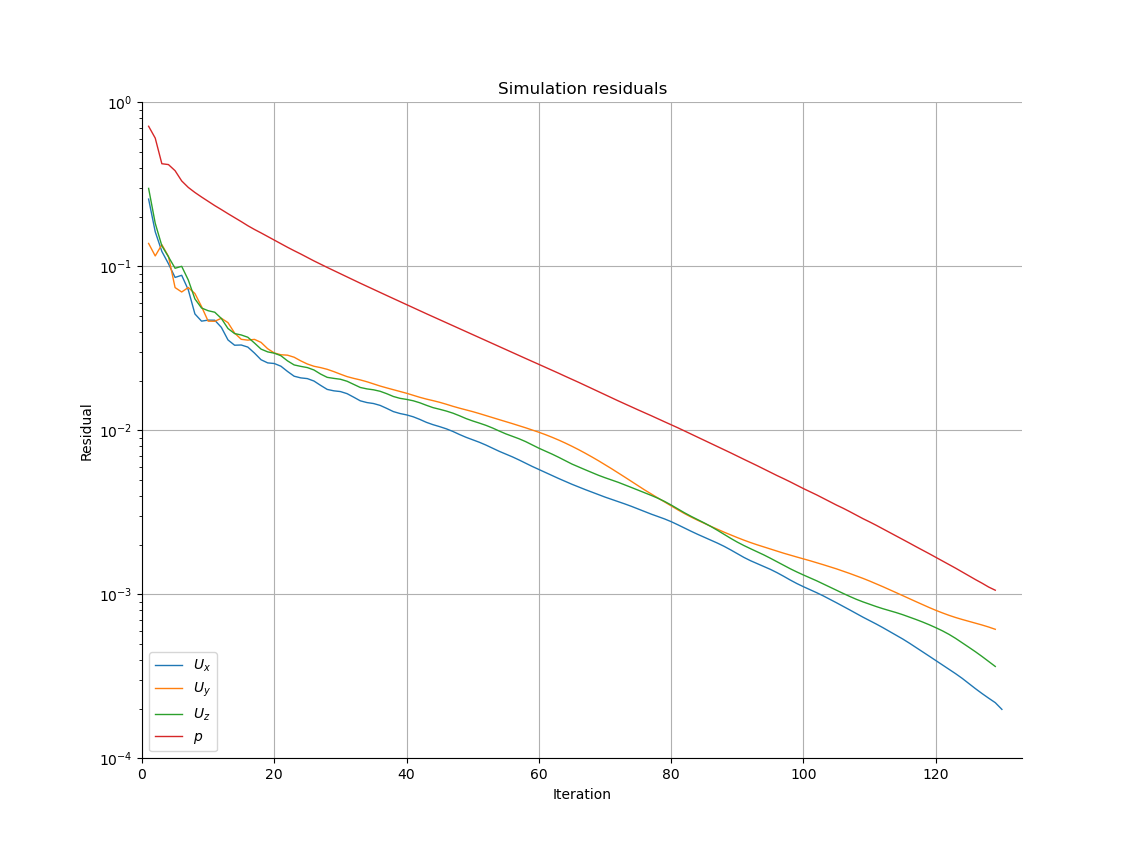 Simulation residuals
Residual
10⁰
10⁻¹
10⁻²
10⁻³
10⁻⁴
Uₓ
U_y
U_z
p
0 20 40 60 80 100 120
Iteration